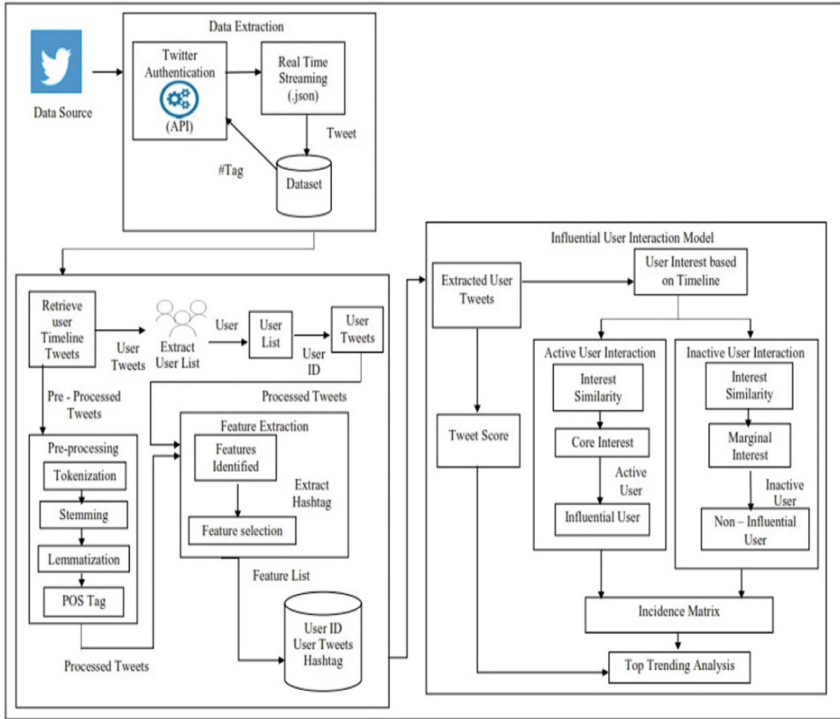 Data Extraction
Data Source
Twitter
Authentication
(API)
Real Time
Streaming
(.json)
Tweet
#Tag
Dataset
Retrieve
user
Timeline
Tweets
User
Tweets
Extract
User List
User
User
List
User
ID
User
Tweets
Pre - Processed
Tweets
Processed Tweets
Pre-processing
Tokenization
Stemming
Lemmatization
POS Tag
Processed Tweets
Feature Extraction
Features
Identified
Extract
Hashtag
Feature selection
Feature List
User ID
User Tweets
Hashtag
Influential User Interaction Model
Extracted User
Tweets
User Interest based
on Timeline
Tweet Score
Active User Interaction
Interest
Similarity
Core Interest
Active
User
Influential User
Inactive User Interaction
Interest
Similarity
Marginal
Interest
Inactive
User
Non – Influential
User
Incidence Matrix
Top Trending Analysis